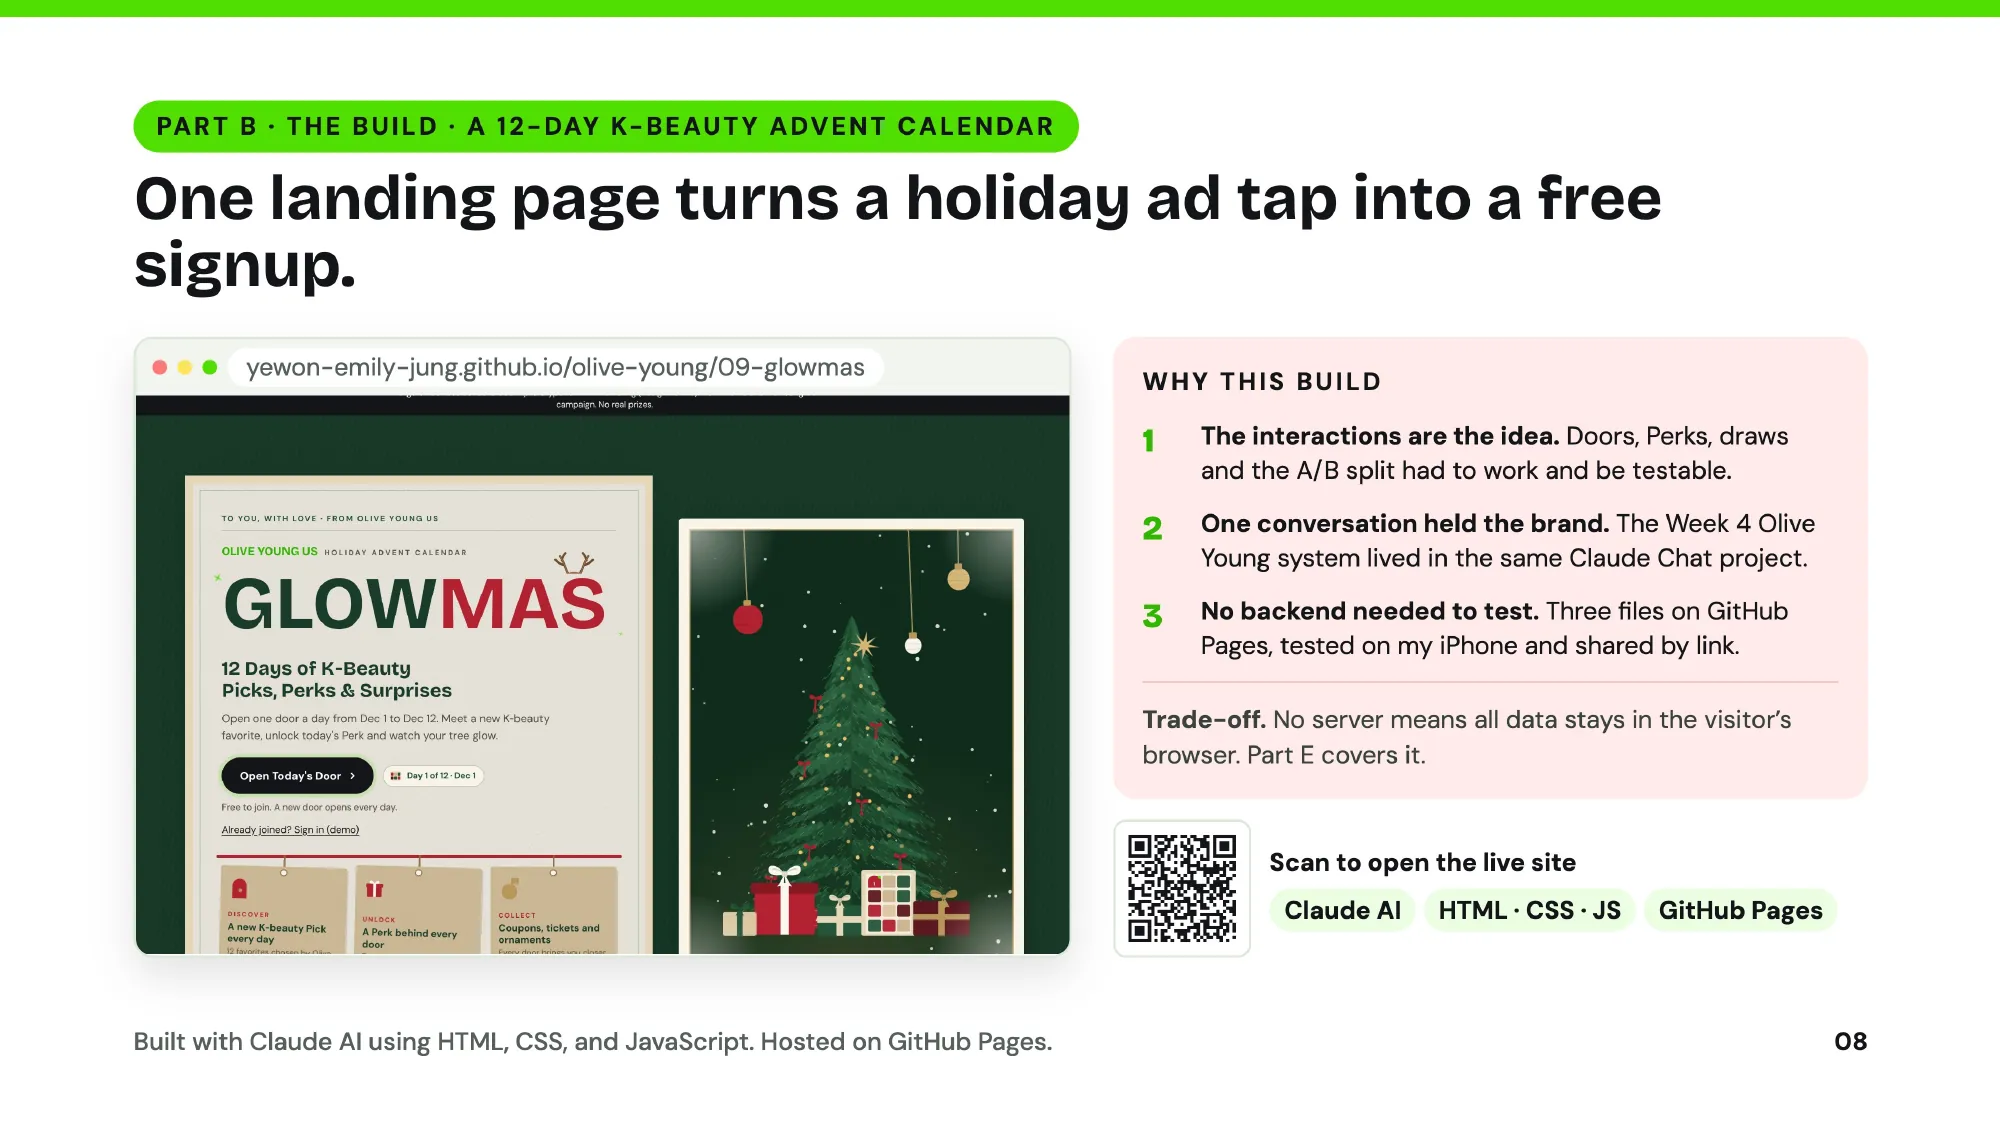 PART B · THE BUILD · A 12-DAY K-BEAUTY ADVENT CALENDAR
One landing page turns a holiday ad tap into a free
signup.
yewon-emily-jung.github.io/olive-young/09-glowmas
campaign. No real prizes.
TO YOU, WITH LOVE · FROM OLIVE YOUNG US
OLIVE YOUNG US HOLIDAY ADVENT CALENDAR
GLOWMAS
12 Days of K-Beauty
Picks, Perks & Surprises
Open one door a day from Dec 1 to Dec 12. Meet a new K-beauty
favorite, unlock today's Perk and watch your tree glow.
Open Today's Door >
Day 1 of 12 · Dec 1
Free to join. A new door opens every day.
Already joined? Sign in (demo)
DISCOVER
A new K-beauty Pick
every day
UNLOCK
A Perk behind every
door
COLLECT
Coupons, tickets and
ornaments
WHY THIS BUILD
1 The interactions are the idea. Doors, Perks, draws
and the A/B split had to work and be testable.
2 One conversation held the brand. The Week 4 Olive
Young system lived in the same Claude Chat project.
3 No backend needed to test. Three files on GitHub
Pages, tested on my iPhone and shared by link.
Trade-off. No server means all data stays in the visitor’s
browser. Part E covers it.
Scan to open the live site
Claude AI HTML · CSS · JS GitHub Pages
Built with Claude AI using HTML, CSS, and JavaScript. Hosted on GitHub Pages.
08